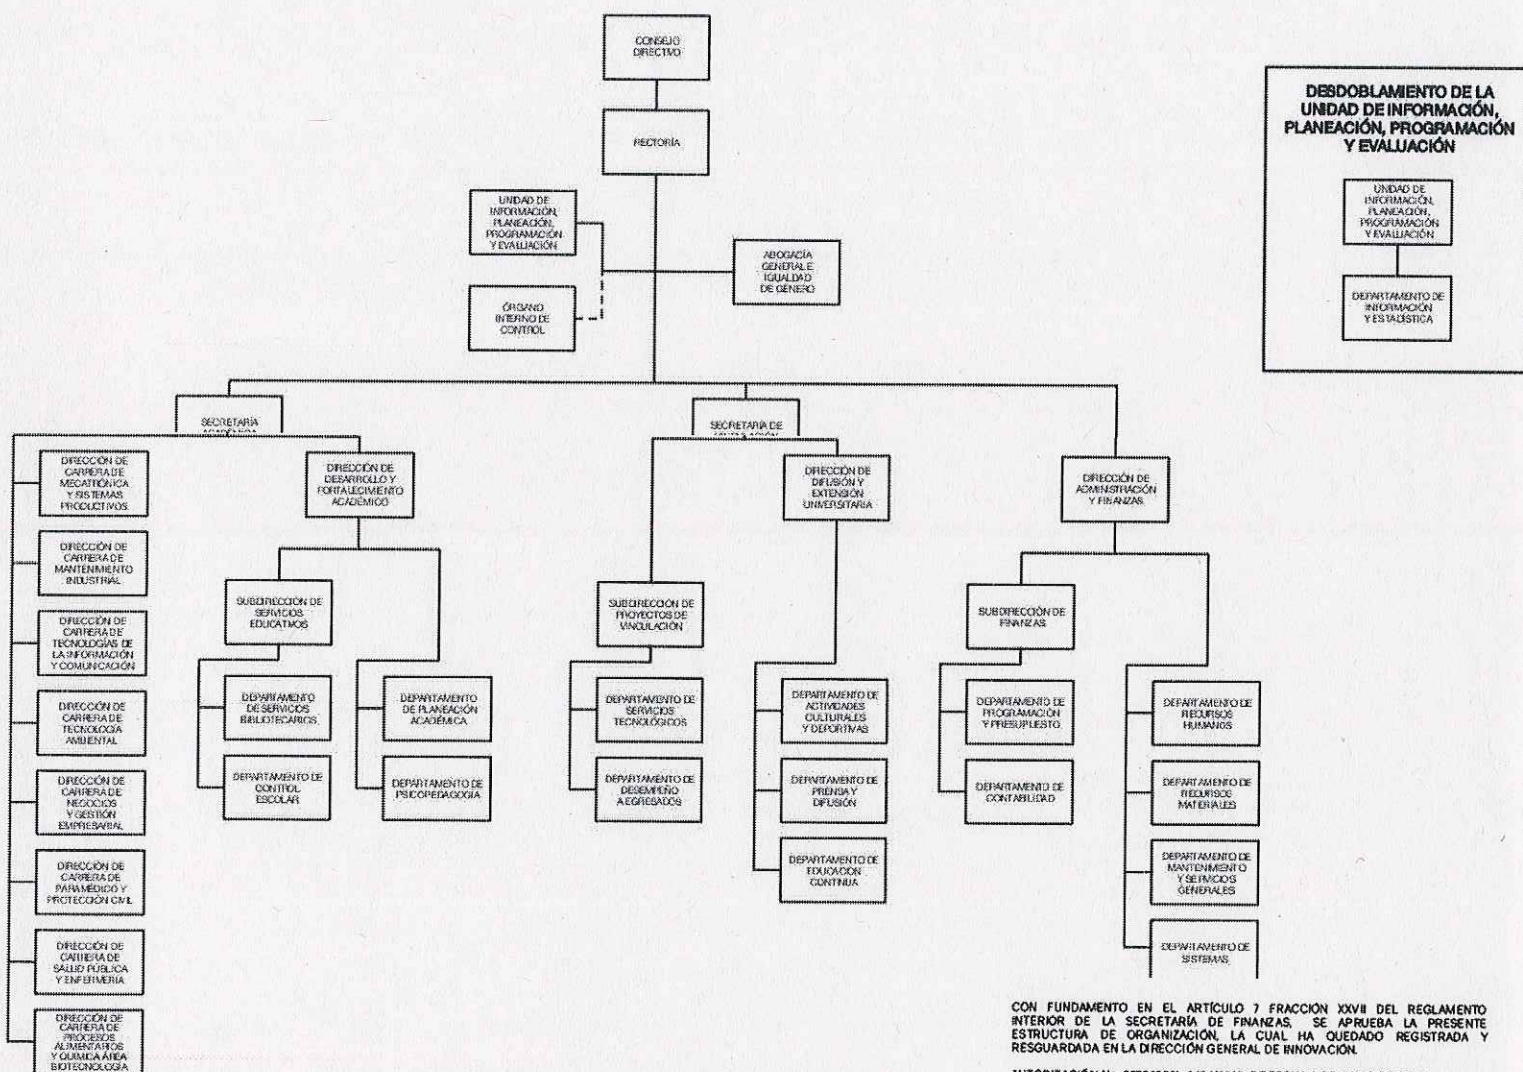 CONSEJO
DIRECTIVO
RECTORÍA
UNIDAD DE
INFORMACIÓN,
PLANEACIÓN,
PROGRAMACIÓN
Y EVALUACIÓN
ABOGACÍA
GENERAL E
IGUALDAD
DE GÉNERO
ÓRGANO
INTERNO DE
CONTROL
DESDOBLAMIENTO DE LA
UNIDAD DE INFORMACIÓN,
PLANEACIÓN, PROGRAMACIÓN
Y EVALUACIÓN
UNIDAD DE
INFORMACIÓN,
PLANEACIÓN,
PROGRAMACIÓN
Y EVALUACIÓN
DEPARTAMENTO DE
INFORMACIÓN
Y ESTADÍSTICA
SECRETARÍA
ACADÉMICA
DIRECCIÓN DE
CARRERA DE
MECATRÓNICA
Y SISTEMAS
PRODUCTIVOS
DIRECCIÓN DE
CARRERA DE
MANTENIMIENTO
INDUSTRIAL
DIRECCIÓN DE
CARRERA DE
TECNOLOGÍAS DE
LA INFORMACIÓN
Y COMUNICACIÓN
DIRECCIÓN DE
CARRERA DE
TECNOLOGÍA
AMBIENTAL
DIRECCIÓN DE
CARRERA DE
NEGOCIOS
Y GESTIÓN
EMPRESARIAL
DIRECCIÓN DE
CARRERA DE
PARAMÉDICO Y
PROTECCIÓN CIVIL
DIRECCIÓN DE
CARRERA DE
SALUD PÚBLICA
Y ENFERMERÍA
DIRECCIÓN DE
CARRERA DE
PROCESOS
ALIMENTARIOS
Y QUÍMICA ÁREA
BIOTECNOLOGÍA
DIRECCIÓN DE
DESARROLLO Y
FORTALECIMIENTO
ACADÉMICO
SUBDIRECCIÓN DE
SERVICIOS
EDUCATIVOS
DEPARTAMENTO
DE SERVICIOS
BIBLIOTECARIOS
DEPARTAMENTO DE
CONTROL
ESCOLAR
DEPARTAMENTO
DE PLANEACIÓN
ACADÉMICA
DEPARTAMENTO DE
PSICOPEDAGOGÍA
SECRETARÍA DE
SUBDIRECCIÓN DE
PROYECTOS DE
VINCULACIÓN
DEPARTAMENTO DE
SERVICIOS
TECNOLÓGICOS
DEPARTAMENTO DE
DESEMPEÑO
A EGRESADOS
DIRECCIÓN DE
DIFUSIÓN Y
EXTENSIÓN
UNIVERSITARIA
DEPARTAMENTO DE
ACTIVIDADES
CULTURALES
Y DEPORTIVAS
DEPARTAMENTO DE
PRENSA Y
DIFUSIÓN
DEPARTAMENTO DE
EDUCACIÓN
CONTINUA
DIRECCIÓN DE
ADMINISTRACIÓN
Y FINANZAS
SUBDIRECCIÓN DE
FINANZAS
DEPARTAMENTO DE
PROGRAMACIÓN
Y PRESUPUESTO
DEPARTAMENTO DE
CONTABILIDAD
DEPARTAMENTO DE
RECURSOS
HUMANOS
DEPARTAMENTO DE
RECURSOS
MATERIALES
DEPARTAMENTO DE
MANTENIMIENTO
Y SERVICIOS
GENERALES
DEPARTAMENTO DE
SISTEMAS
CON FUNDAMENTO EN EL ARTÍCULO 7 FRACCIÓN XXVII DEL REGLAMENTO
INTERIOR DE LA SECRETARÍA DE FINANZAS, SE APRUEBA LA PRESENTE
ESTRUCTURA DE ORGANIZACIÓN, LA CUAL HA QUEDADO REGISTRADA Y
RESGUARDADA EN LA DIRECCIÓN GENERAL DE INNOVACIÓN.